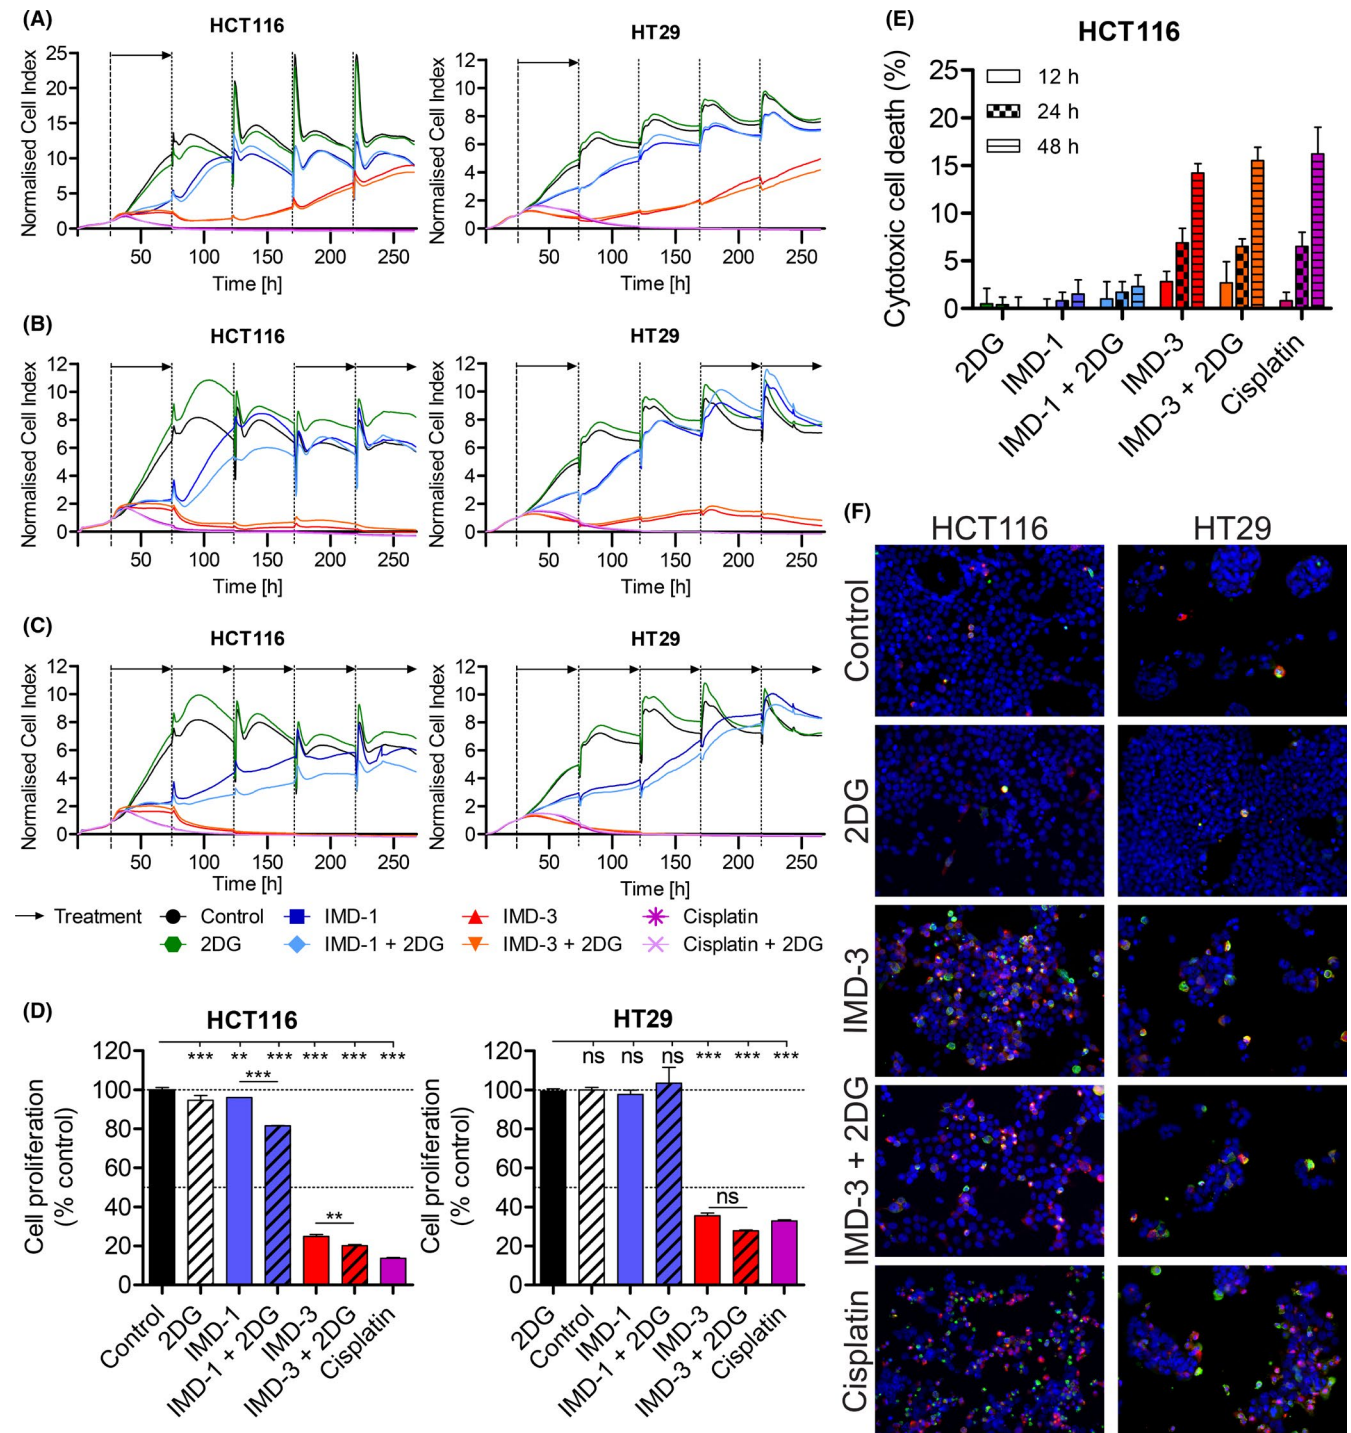 (A)
HCT116
Normalised Cell Index
25
20
15
10
5
0
50 100 150 200 250
Time [h]
HT29
Normalised Cell Index
12
10
8
6
4
2
0
50 100 150 200 250
Time [h]
(B)
HCT116
Normalised Cell Index
12
10
8
6
4
2
0
50 100 150 200 250
Time [h]
HT29
Normalised Cell Index
12
10
8
6
4
2
0
50 100 150 200 250
Time [h]
(C)
HCT116
Normalised Cell Index
12
10
8
6
4
2
0
50 100 150 200 250
Time [h]
HT29
Normalised Cell Index
12
10
8
6
4
2
0
50 100 150 200 250
Time [h]
Treatment Control IMD-1 IMD-3 Cisplatin
2DG IMD-1 + 2DG IMD-3 + 2DG Cisplatin + 2DG
(D)
HCT116
Cell proliferation
(% control)
120
100
80
60
40
20
0
*** ** *** *** *** ***
***
**
Control
2DG
IMD-1
IMD-1 + 2DG
IMD-3
IMD-3 + 2DG
Cisplatin
HT29
Cell proliferation
(% control)
120
100
80
60
40
20
0
ns ns ns *** *** ***
ns
2DG
Control
IMD-1
IMD-1 + 2DG
IMD-3
IMD-3 + 2DG
Cisplatin
(E)
HCT116
Cytotoxic cell death (%)
25
20
15
10
5
0
12 h
24 h
48 h
2DG
IMD-1
IMD-1 + 2DG
IMD-3
IMD-3 + 2DG
Cisplatin
(F)
HCT116 HT29
Control
2DG
IMD-3
IMD-3 + 2DG
Cisplatin